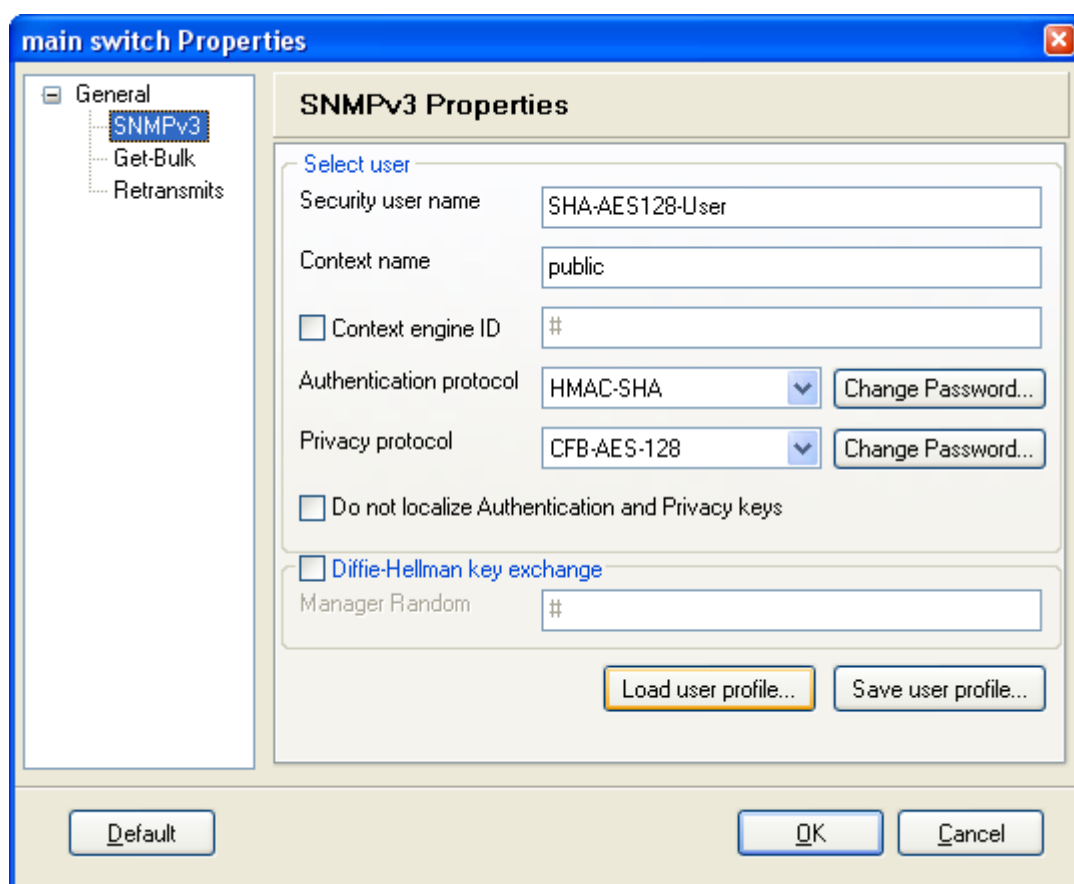 main switch Properties
General
SNMPv3
Get-Bulk
Retransmits
SNMPv3 Properties
Select user
Security user name SHA-AES128-User
Context name public
Context engine ID #
Authentication protocol HMAC-SHA Change Password...
Privacy protocol CFB-AES-128 Change Password...
Do not localize Authentication and Privacy keys
Diffie-Hellman key exchange
Manager Random #
Load user profile... Save user profile...
Default OK Cancel